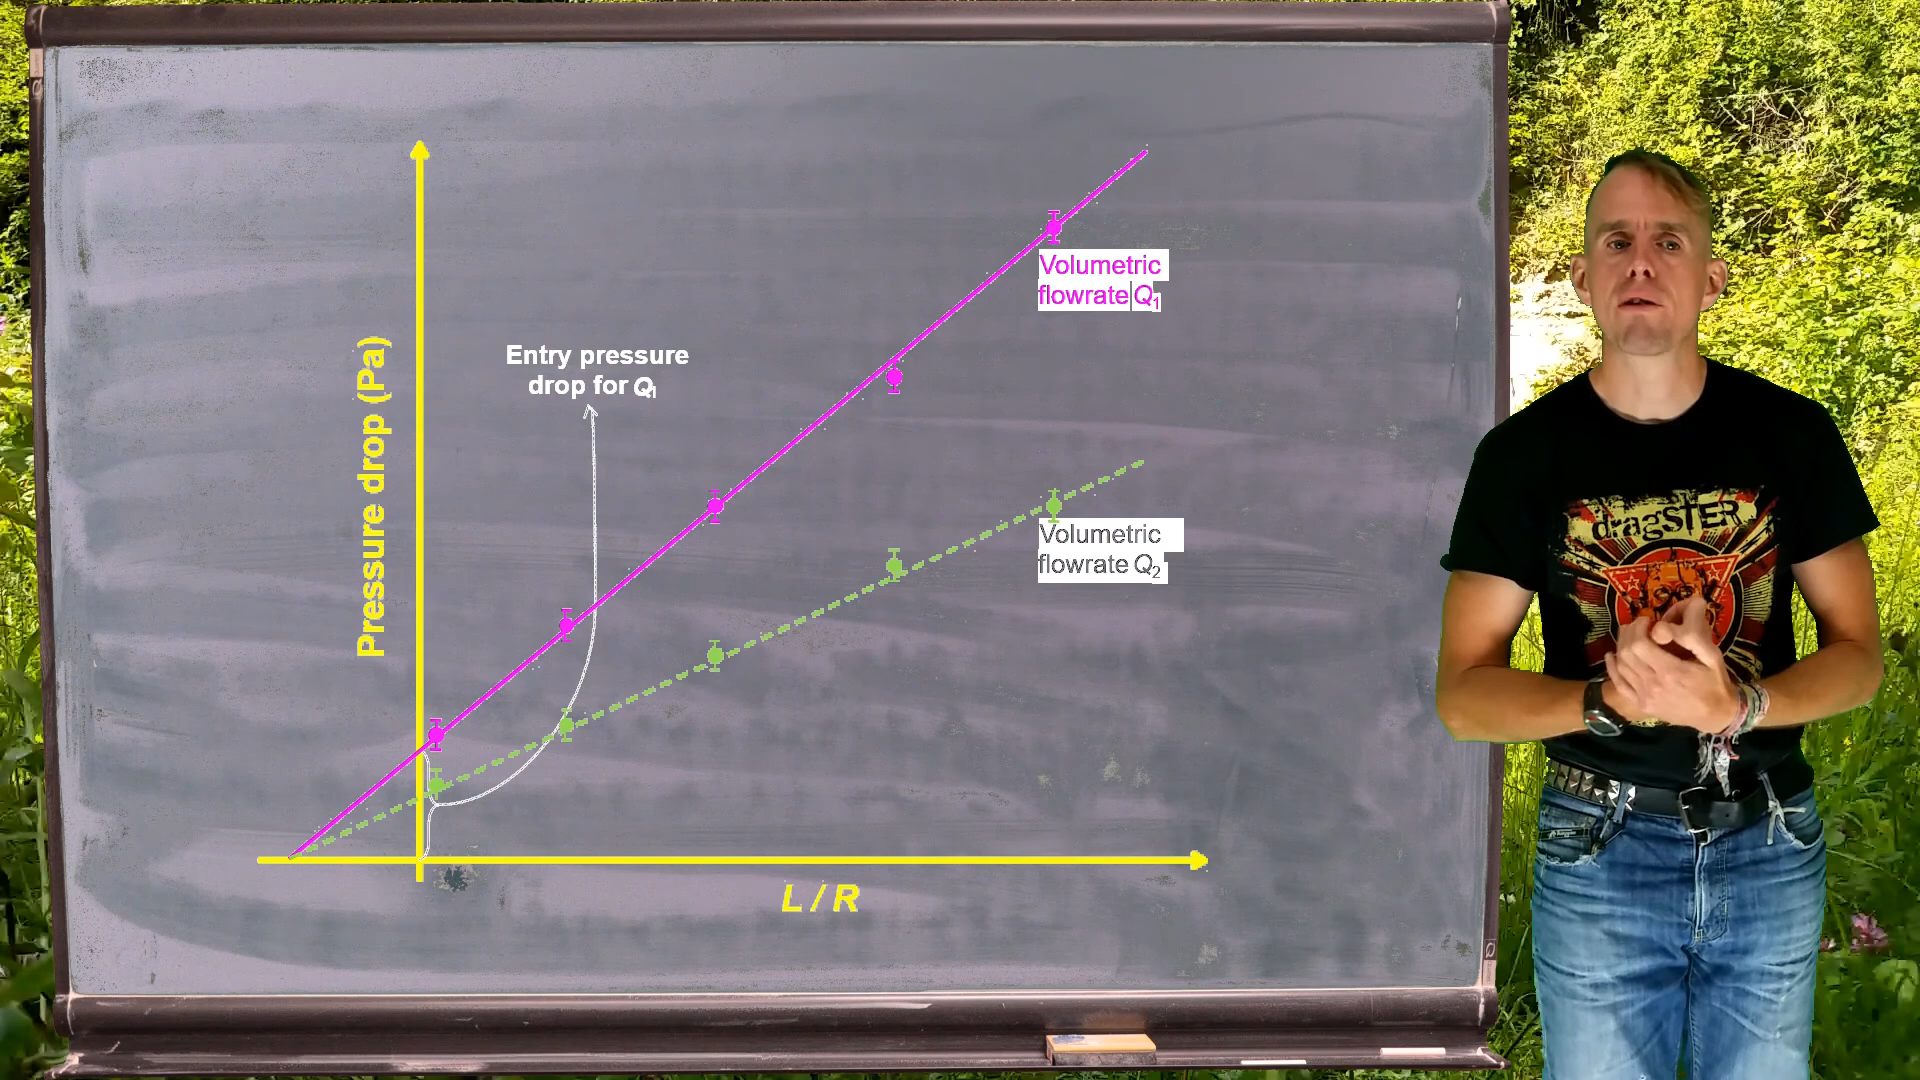 Volumetric
flowrate Q₁
Entry pressure
drop for Q₁
Pressure drop (Pa)
Volumetric
flowrate Q₂
L / R
dragSTER